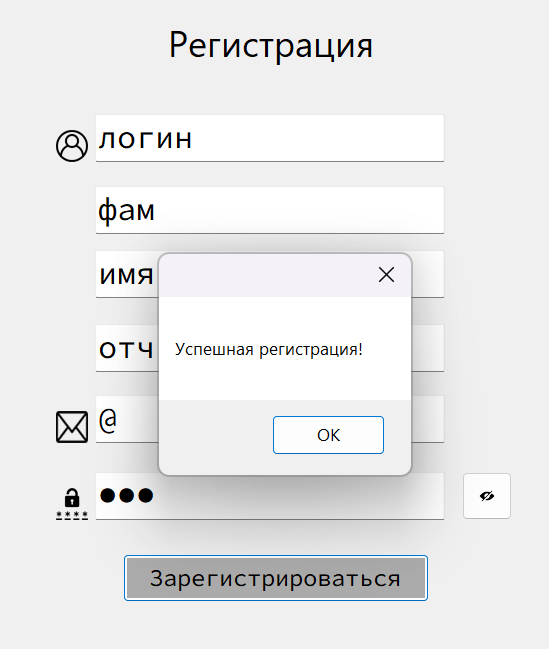 Регистрация
логин
фам
имя
отч
Успешная регистрация!
OK
@
●●●
****
Зарегистрироваться